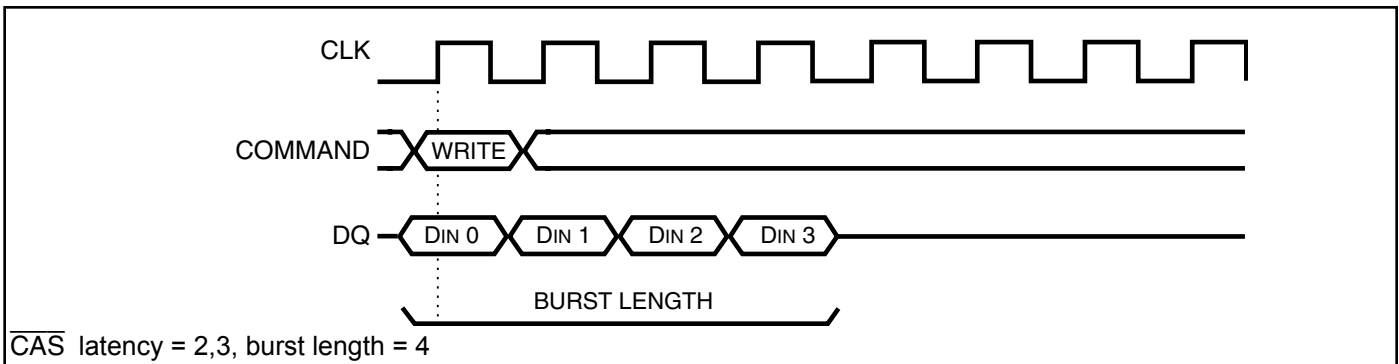 CLK
COMMAND WRITE
DQ DIN 0 DIN 1 DIN 2 DIN 3
BURST LENGTH
CAS latency = 2,3, burst length = 4